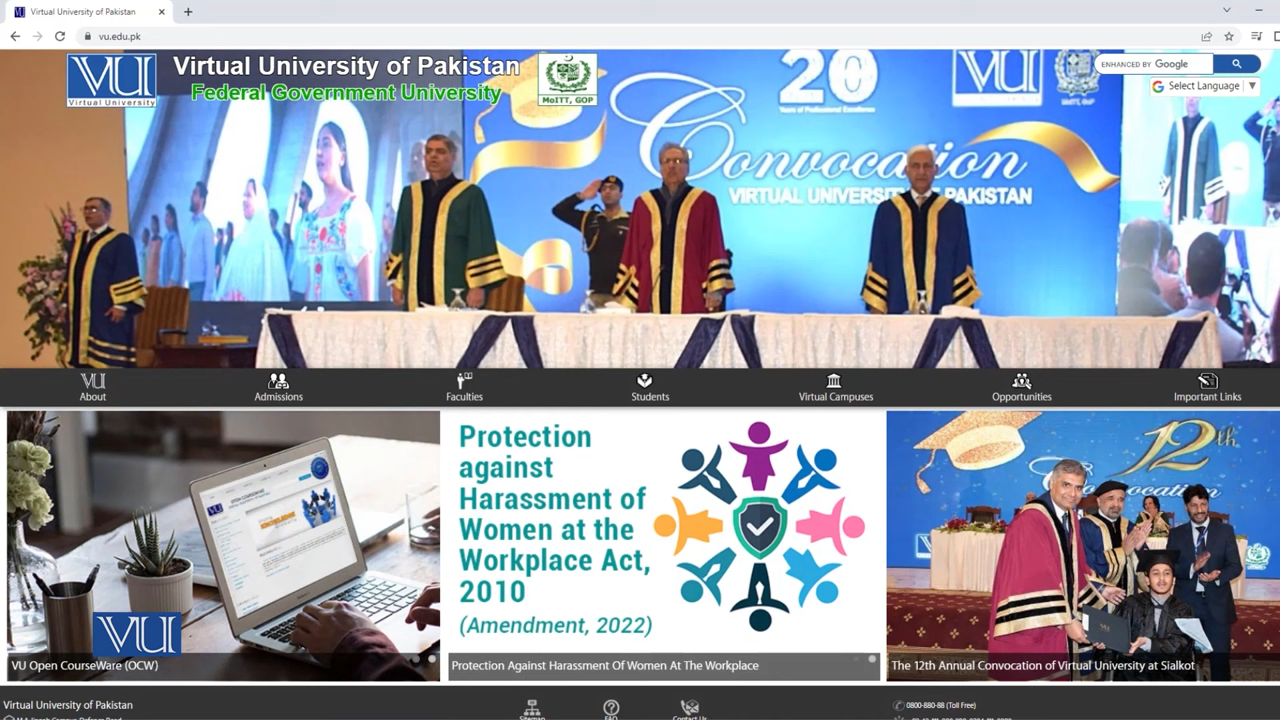 Virtual University of Pakistan
vu.edu.pk
VU
Virtual University
Virtual University of Pakistan
Federal Government University
MoITT, GOP
20
Years of Professional Excellence
VU
MoITT, GOP
ENHANCED BY Google
Select Language
Convocation
VIRTUAL UNIVERSITY OF PAKISTAN
VU
About
Admissions
Faculties
Students
Virtual Campuses
Opportunities
Important Links
Protection
against
Harassment of
Women at the
Workplace Act,
2010
(Amendment, 2022)
12th
Convocation
VU
VU Open CourseWare (OCW)
Protection Against Harassment Of Women At The Workplace
The 12th Annual Convocation of Virtual University at Sialkot
Virtual University of Pakistan
Sitemap
FAQ
Contact Us
0800-880-88 (Toll Free)